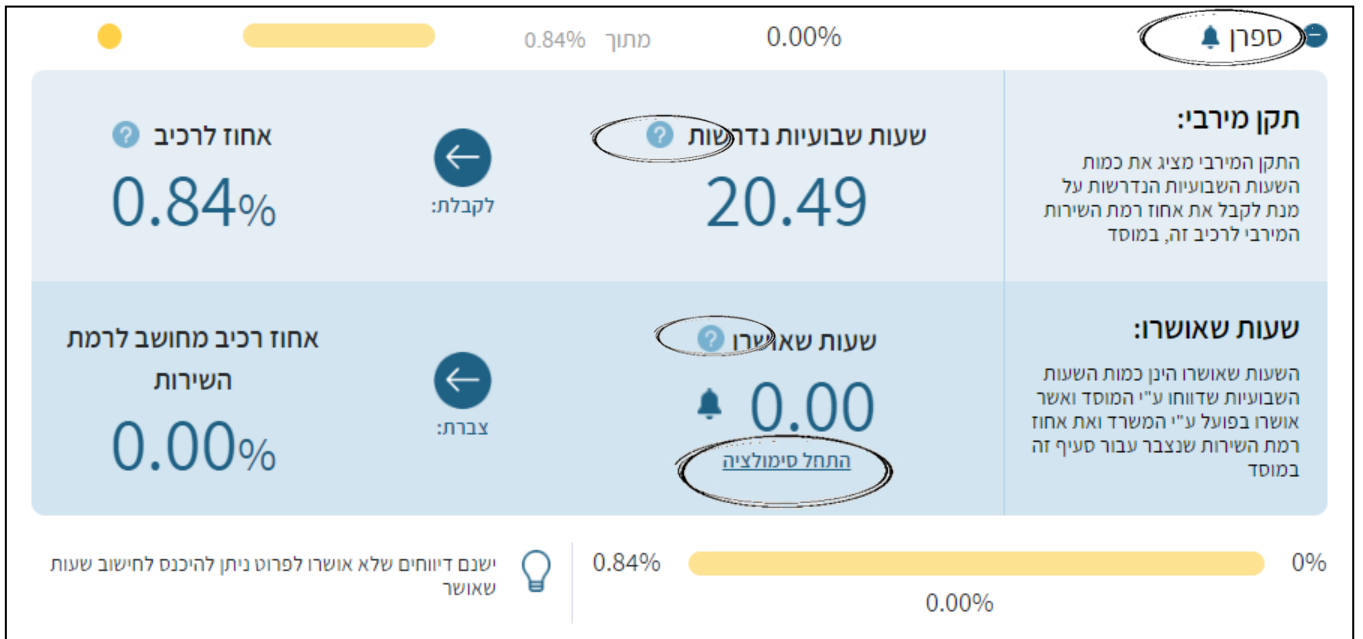 ספרן 0.00% מתוך 0.84%
תקן מירבי:
התקן המירבי מציג את כמות
השעות השבועיות הנדרשות על
מנת לקבל את אחוז רמת השירות
המירבי לרכיב זה, במוסד
שעות שבועיות נדרשות ?
20.49
לקבלת:
אחוז לרכיב ?
0.84%
שעות שאושרו:
השעות שאושרו הינן כמות השעות
השבועיות שדווחו ע"י המוסד ואשר
אושרו בפועל ע"י המשרד ואת אחוז
רמת השירות שנצבר עבור סעיף זה
במוסד
שעות שאושרו ?
0.00
התחל סימולציה
צברת:
אחוז רכיב מחושב לרמת
השירות
0.00%
0% 0.84%
0.00%
ישנם דיווחים שלא אושרו לפרוט ניתן להיכנס לחישוב שעות
שאושר